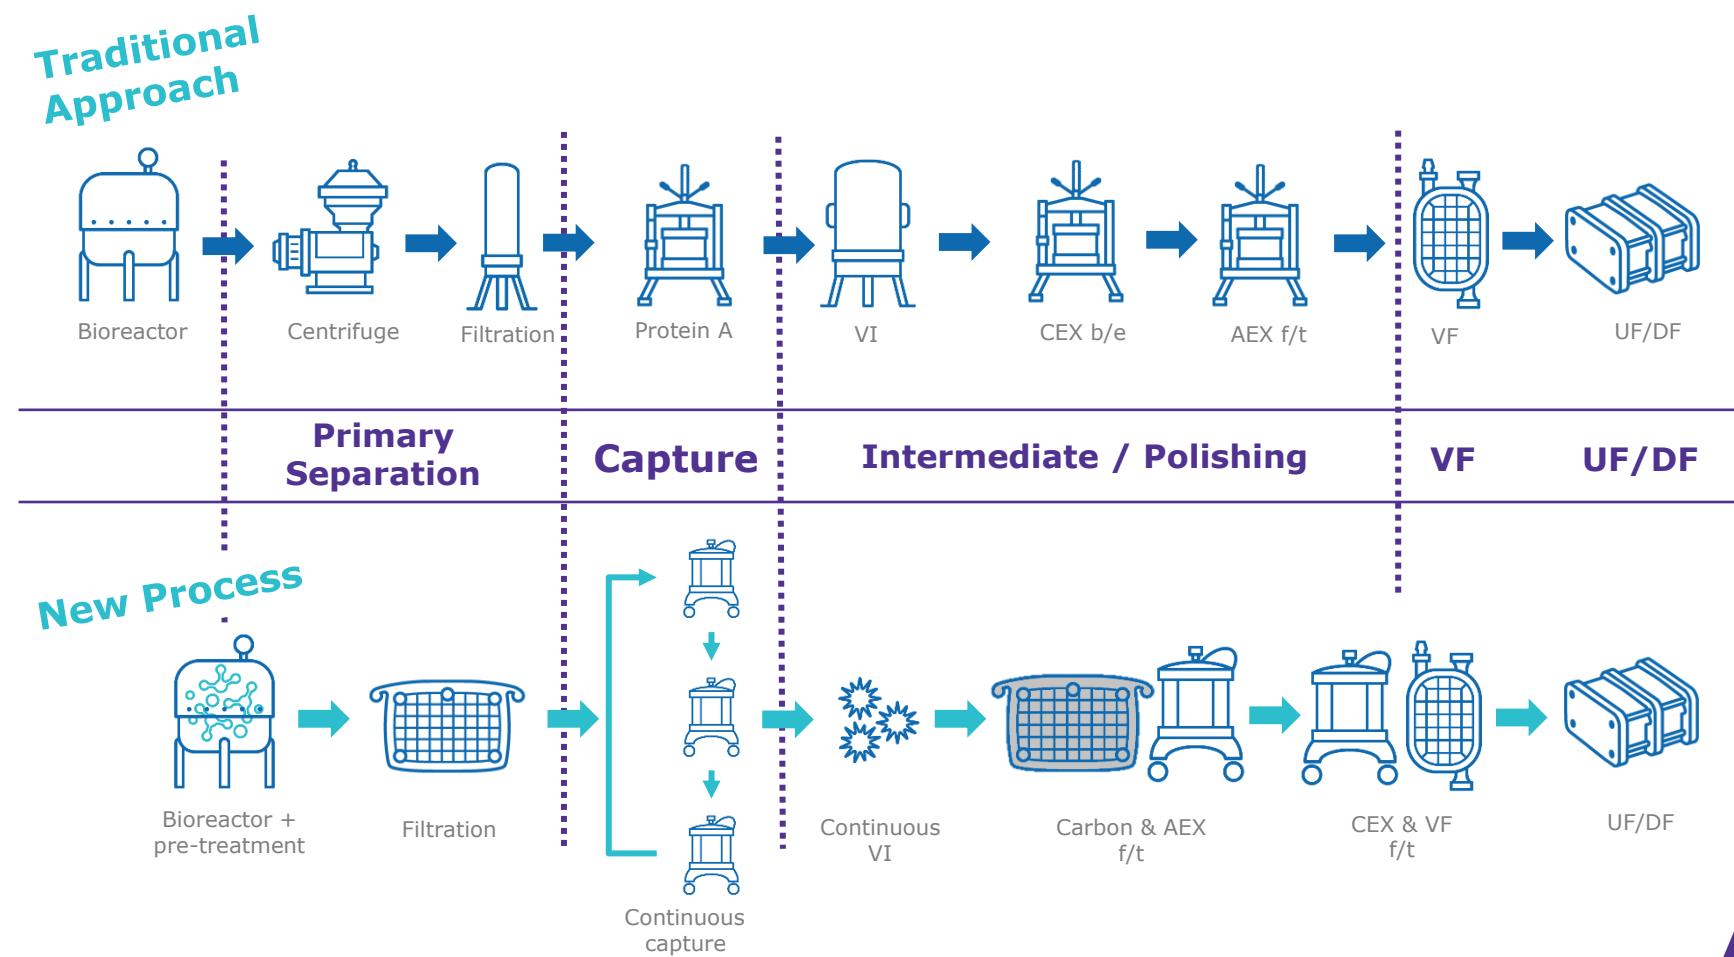 Traditional
Approach
Bioreactor
Centrifuge
Filtration
Protein A
VI
CEX b/e
AEX f/t
VF
UF/DF
Primary
Separation
Capture
Intermediate / Polishing
VF
UF/DF
New Process
Bioreactor +
pre-treatment
Filtration
Continuous
capture
Continuous
VI
Carbon & AEX
f/t
CEX & VF
f/t
UF/DF